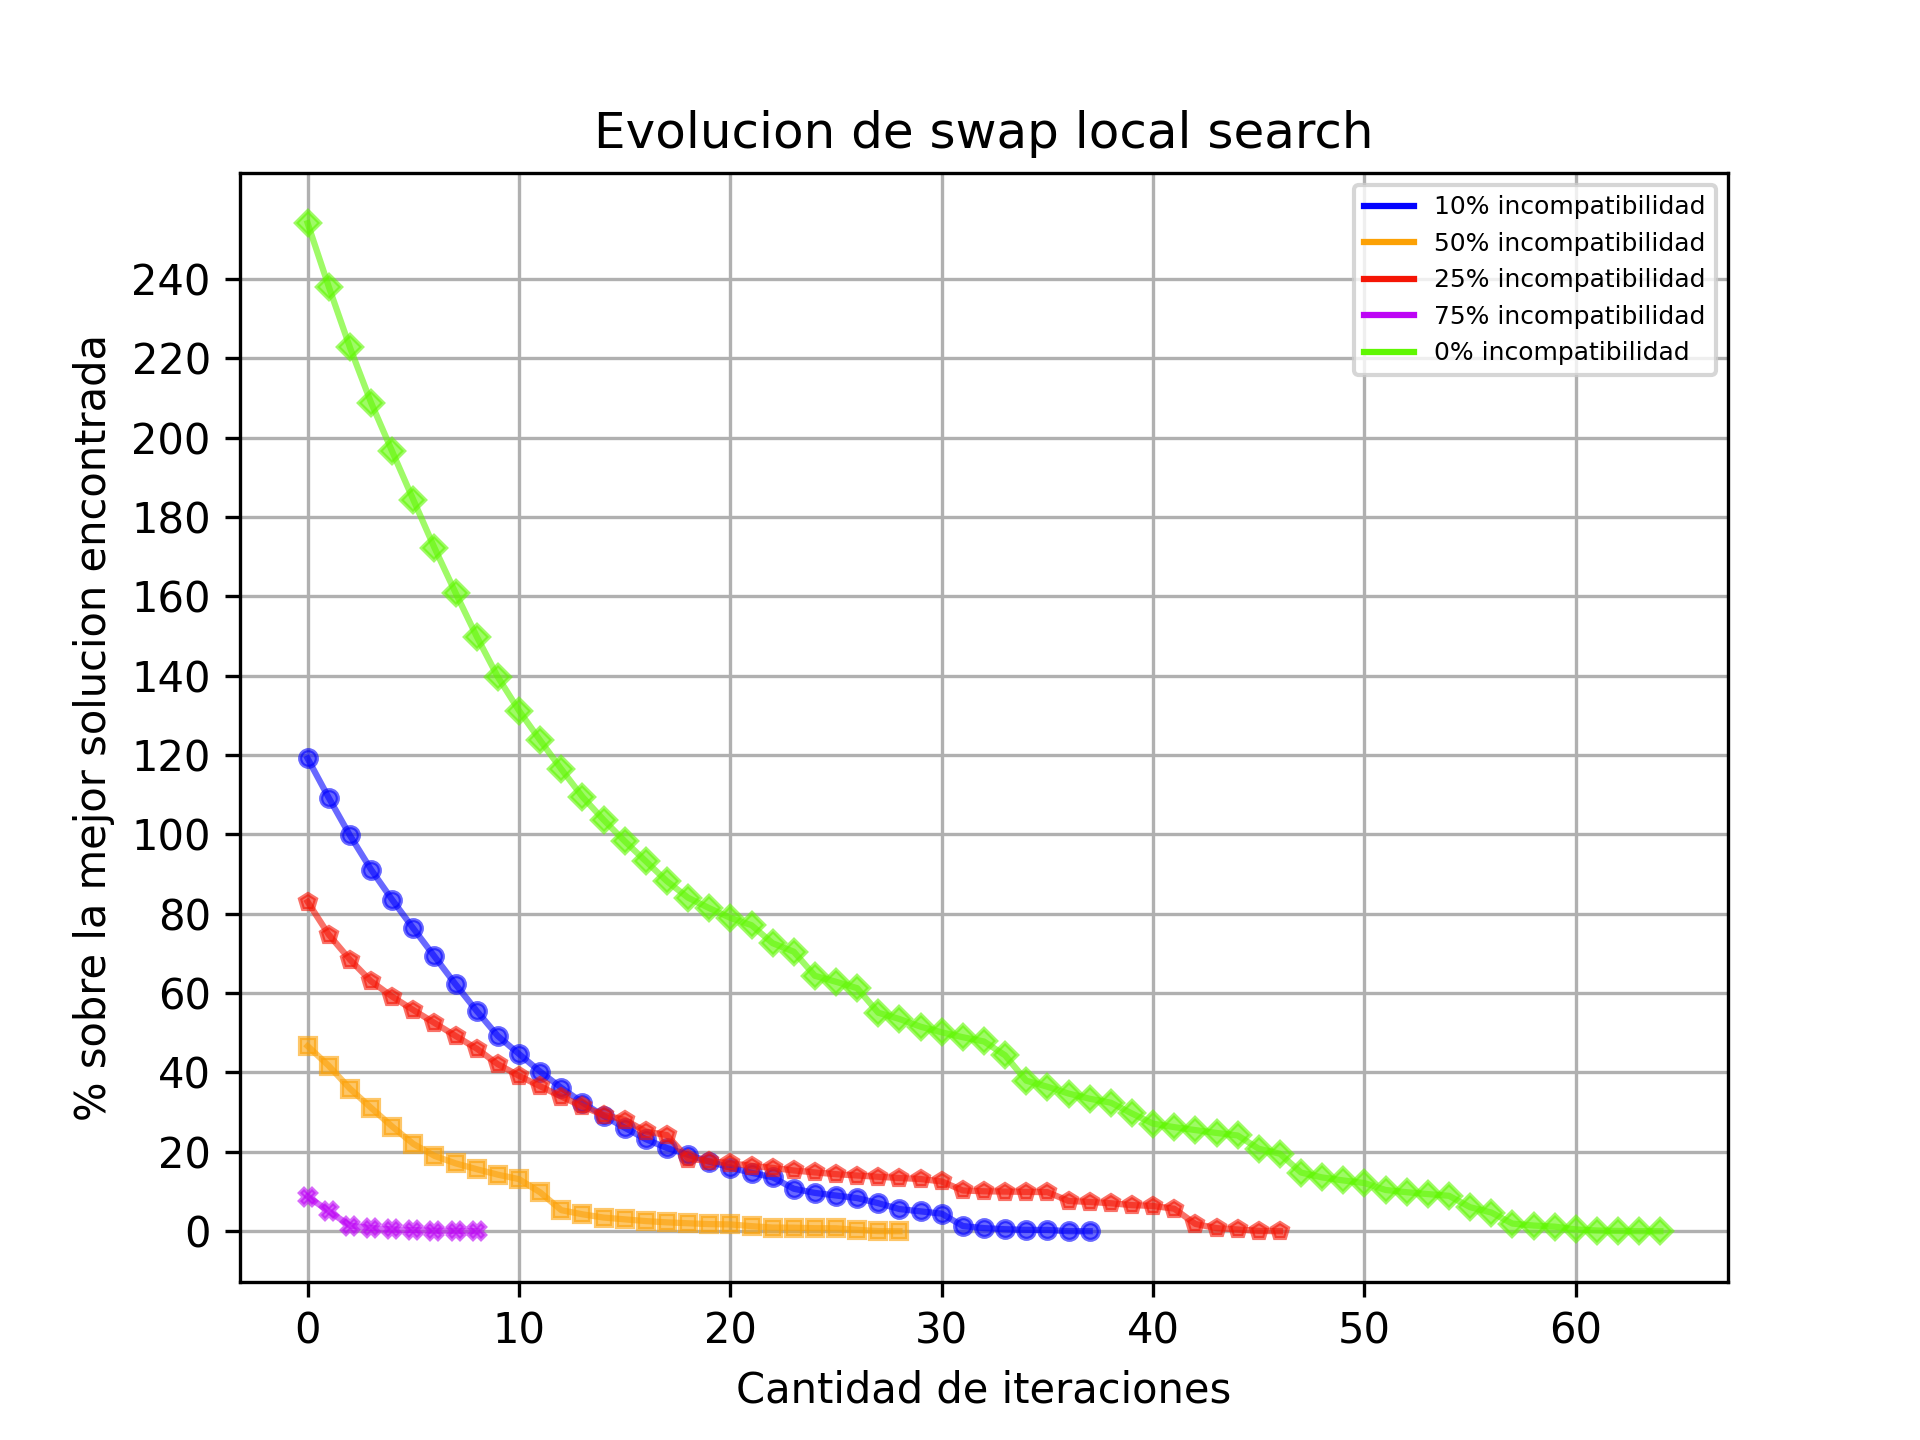 Evolucion de swap local search
10% incompatibilidad
50% incompatibilidad
25% incompatibilidad
75% incompatibilidad
0% incompatibilidad
% sobre la mejor solucion encontrada
240
220
200
180
160
140
120
100
80
60
40
20
0
0 10 20 30 40 50 60
Cantidad de iteraciones